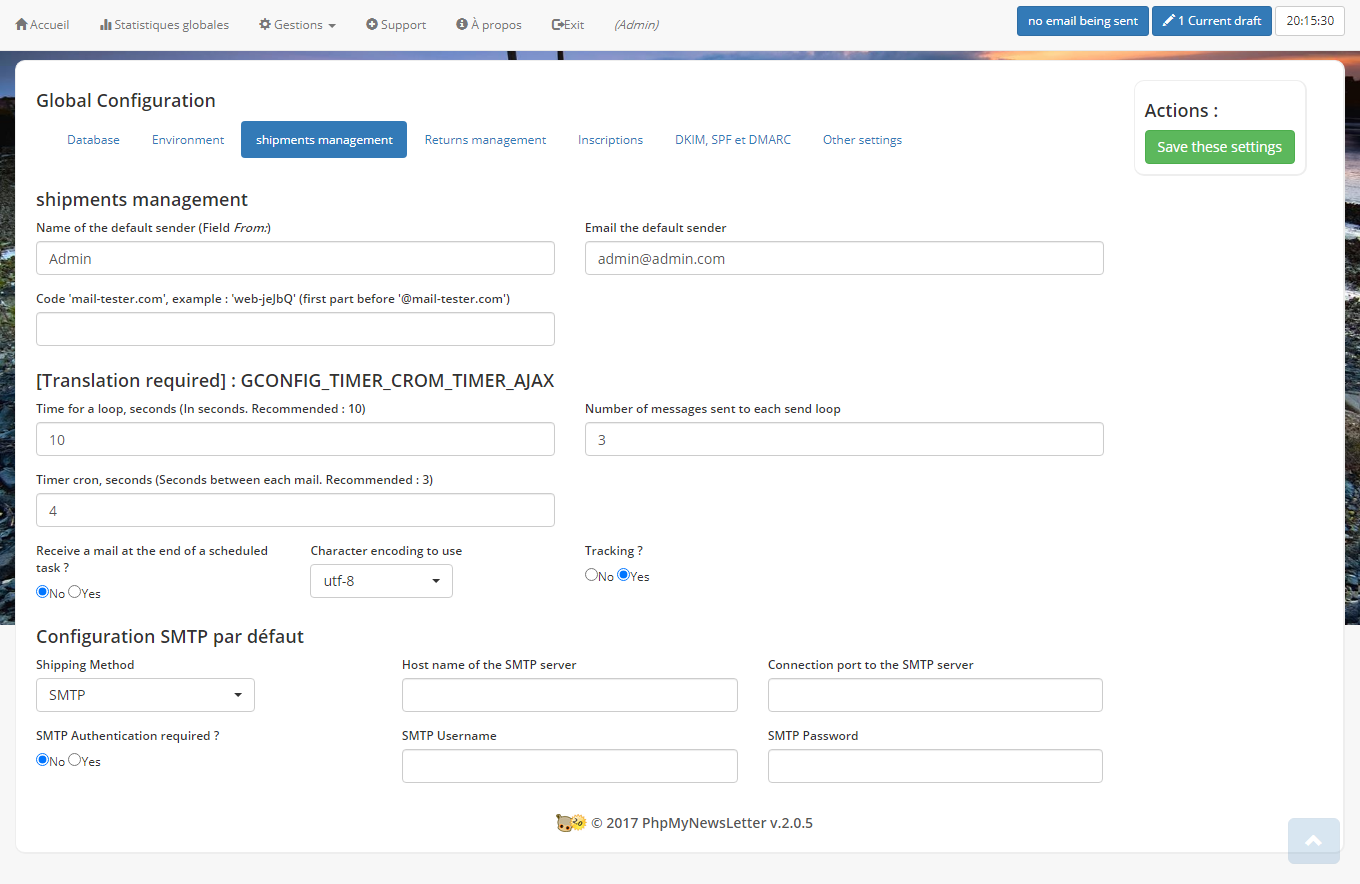 Accueil Statistiques globales Gestions Support À propos Exit (Admin) no email being sent 1 Current draft 20:15:30
Global Configuration
Actions :
Database Environment shipments management Returns management Inscriptions DKIM, SPF et DMARC Other settings
Save these settings
shipments management
Name of the default sender (Field From:) Email the default sender
Admin admin@admin.com
Code 'mail-tester.com', example : 'web-jeJbQ' (first part before '@mail-tester.com')
[Translation required] : GCONFIG_TIMER_CROM_TIMER_AJAX
Time for a loop, seconds (In seconds. Recommended : 10) Number of messages sent to each send loop
10 3
Timer cron, seconds (Seconds between each mail. Recommended : 3)
4
Receive a mail at the end of a scheduled
task ?
No Yes
Character encoding to use
utf-8
Tracking ?
No Yes
Configuration SMTP par défaut
Shipping Method Host name of the SMTP server Connection port to the SMTP server
SMTP
SMTP Authentication required ? SMTP Username SMTP Password
No Yes
2.0 © 2017 PhpMyNewsLetter v.2.0.5